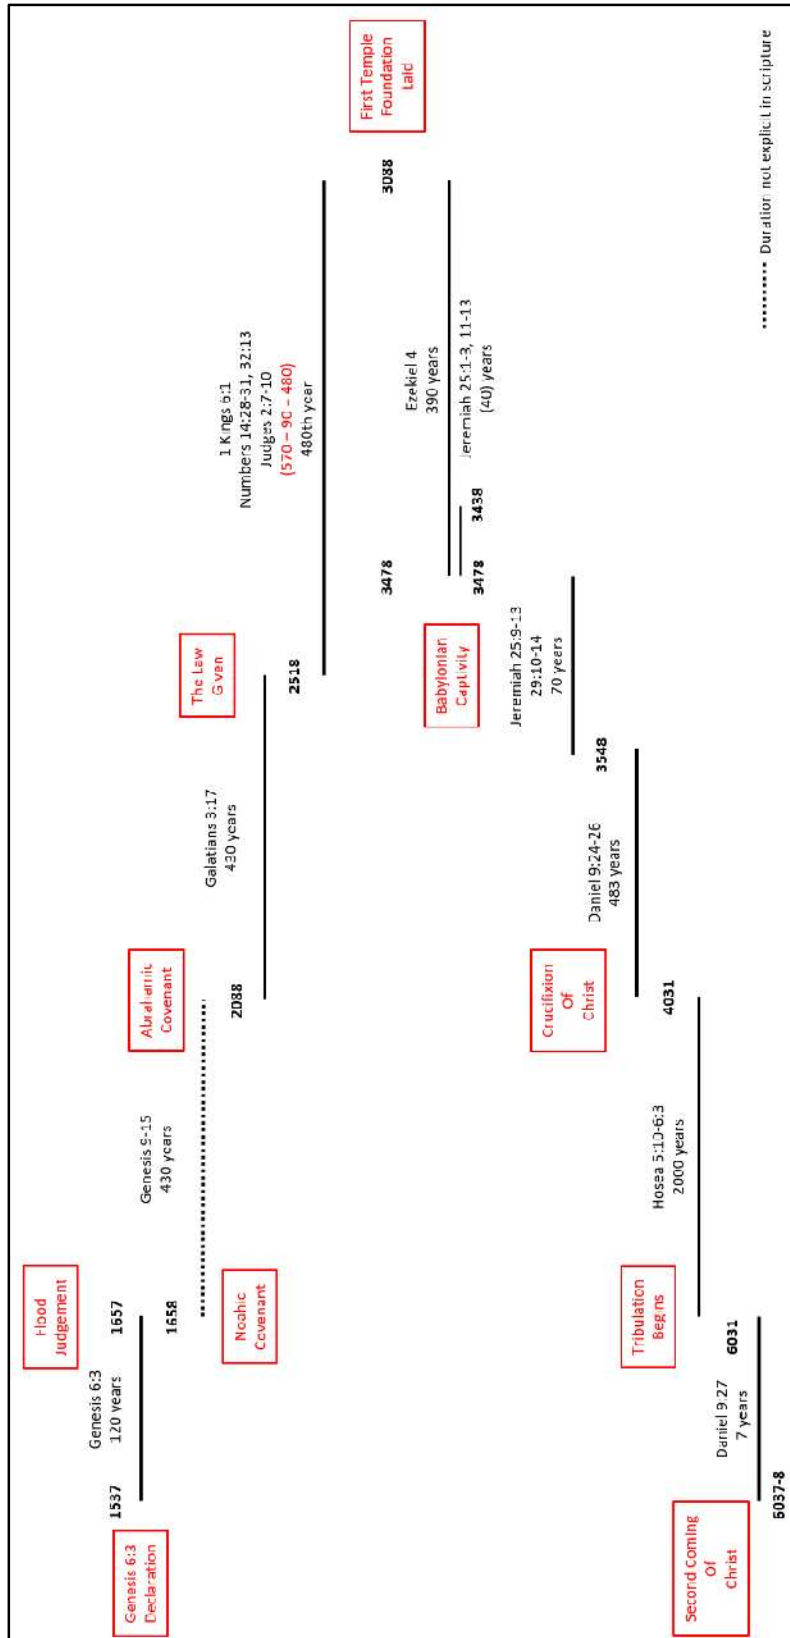 Genesis 6:3
Declaration
1537
Genesis 6:3
120 years
Flood
Judgement
1657
1658
Noahic
Covenant
Genesis 9-15
430 years
Abrahamic
Covenant
2088
Galatians 3:17
430 years
The Law
Given
2518
1 Kings 6:1
Numbers 14:28-31, 32:13
Judges 2:7-10
(570 – 90 – 480)
480th year
3088
First Temple
Foundation
Laid
Ezekiel 4
390 years
Jeremiah 25:1-3, 11-13
(40) years
3438
3478
3478
Babylonian
Captivity
Jeremiah 25:9-13
29:10-14
70 years
3548
Daniel 9:24-26
483 years
Crucifixion
Of
Christ
4031
Hosea 5:10-6:3
2000 years
Tribulation
Begins
6031
Daniel 9:27
7 years
6037-8
Second Coming
Of
Christ
Duration not explicit in scripture